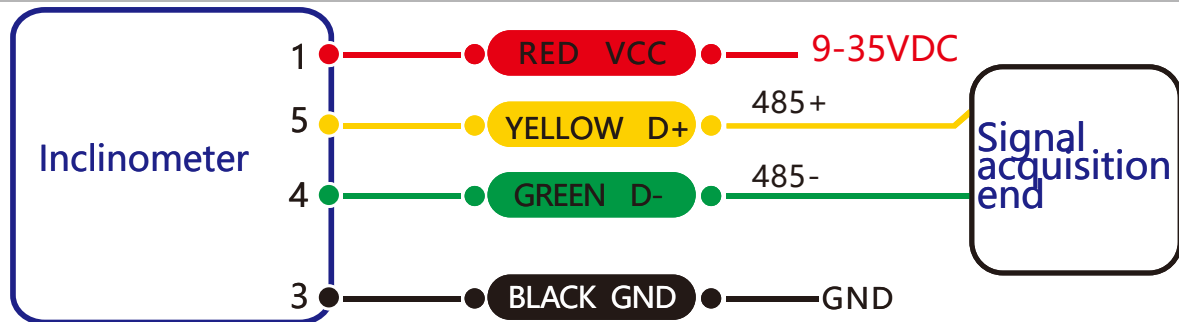 1 RED VCC 9-35VDC
5 YELLOW D+ 485+
4 GREEN D- 485-
3 BLACK GND GND
Inclinometer
Signal
acquisition
end